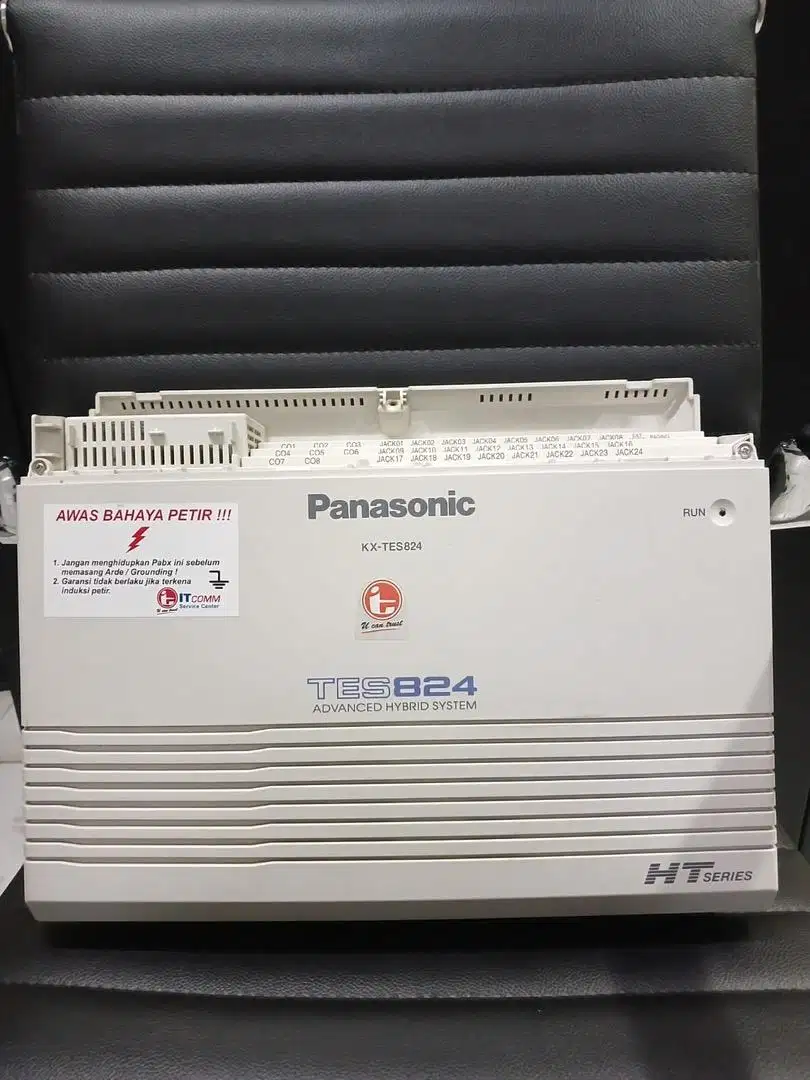 CO1 CO2 CO3 JACK01 JACK02 JACK03 JACK04 JACK05 JACK06 JACK07 JACK08
CO4 CO5 CO6 JACK09 JACK10 JACK11 JACK12 JACK13 JACK14 JACK15 JACK16
CO7 CO8 JACK17 JACK18 JACK19 JACK20 JACK21 JACK22 JACK23 JACK24
Panasonic
RUN
KX-TES824
AWAS BAHAYA PETIR !!!
1. Jangan menghidupkan Pabx ini sebelum
memasang Arde / Grounding !
2. Garansi tidak berlaku jika terkena
induksi petir.
ITCOMM
Service Center
U can trust
U can trust
TES824
ADVANCED HYBRID SYSTEM
HT SERIES